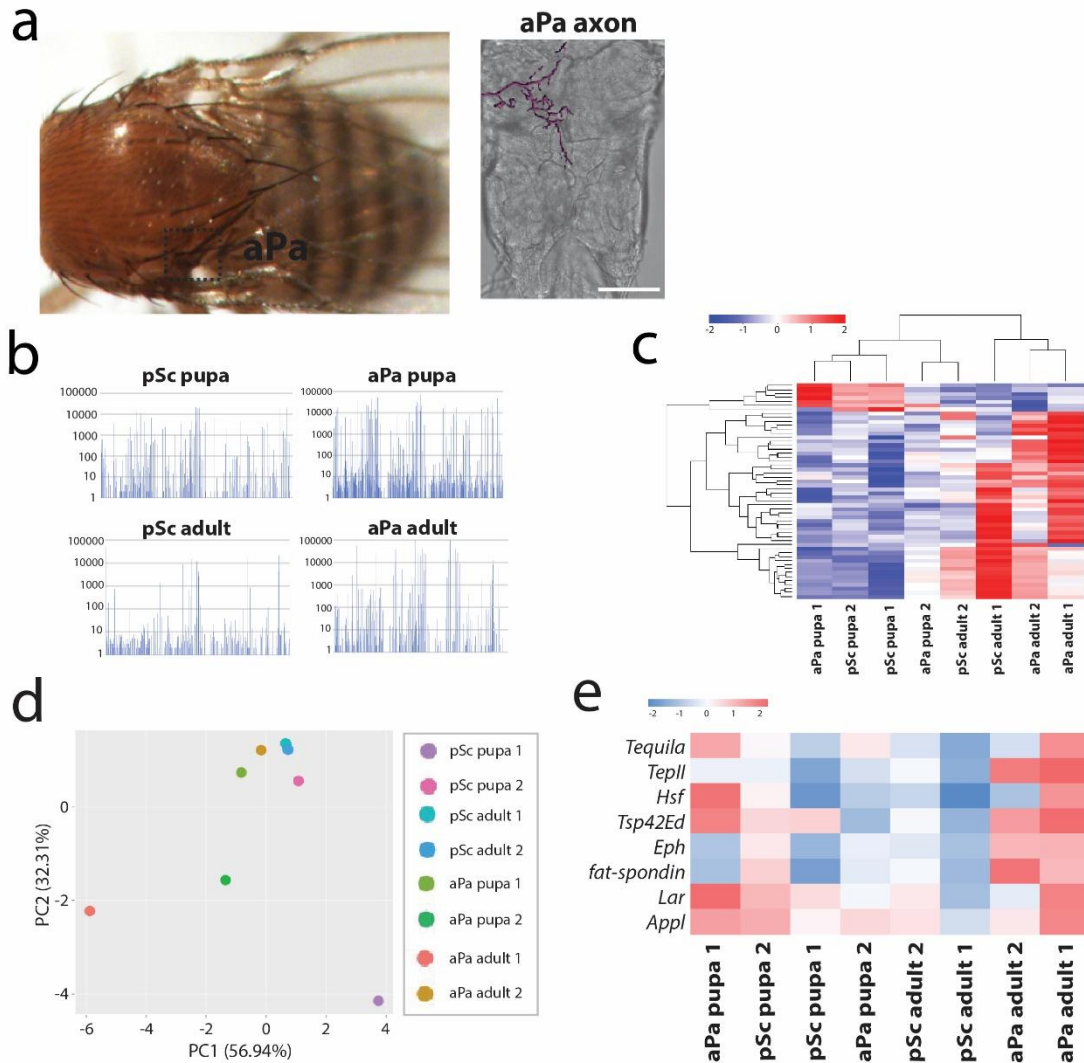 a
aPa axon
aPa
b
pSc pupa
aPa pupa
100000
10000
1000
100
10
1
100000
10000
1000
100
10
1
pSc adult
aPa adult
100000
10000
1000
100
10
1
100000
10000
1000
100
10
1
c
-2 -1 0 1 2
aPa pupa 1
pSc pupa 2
pSc pupa 1
aPa pupa 2
pSc adult 2
pSc adult 1
aPa adult 2
aPa adult 1
d
PC2 (32.31%)
0
-2
-4
-6 -4 -2 0 2 4
PC1 (56.94%)
pSc pupa 1
pSc pupa 2
pSc adult 1
pSc adult 2
aPa pupa 1
aPa pupa 2
aPa adult 1
aPa adult 2
e
-2 -1 0 1 2
Tequila
TepII
Hsf
Tsp42Ed
Eph
fat-spondin
Lar
Appl
aPa pupa 1
pSc pupa 2
pSc pupa 1
aPa pupa 2
pSc adult 2
pSc adult 1
aPa adult 2
aPa adult 1